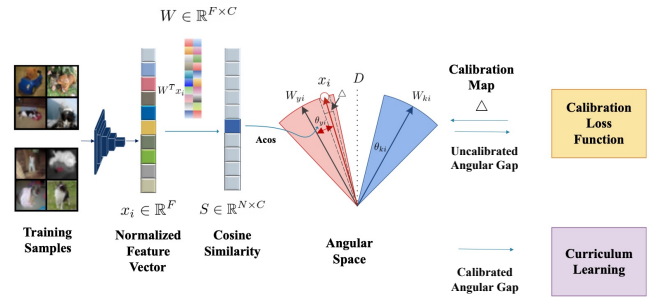 W ∈ ℝ^{F×C}
W^T x_i
x_i
D
△
W_{yi}
W_{ki}
θ_{yi}
θ_{ki}
Acos
Calibration
Map
△
Uncalibrated
Angular Gap
Calibration
Loss
Function
x_i ∈ ℝ^F
S ∈ ℝ^{N×C}
Training
Samples
Normalized
Feature
Vector
Cosine
Similarity
Angular
Space
Calibrated
Angular Gap
Curriculum
Learning